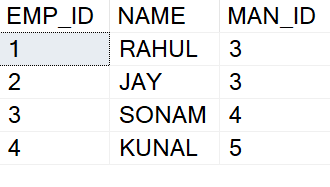 EMP_ID NAME MAN_ID
1 RAHUL 3
2 JAY 3
3 SONAM 4
4 KUNAL 5